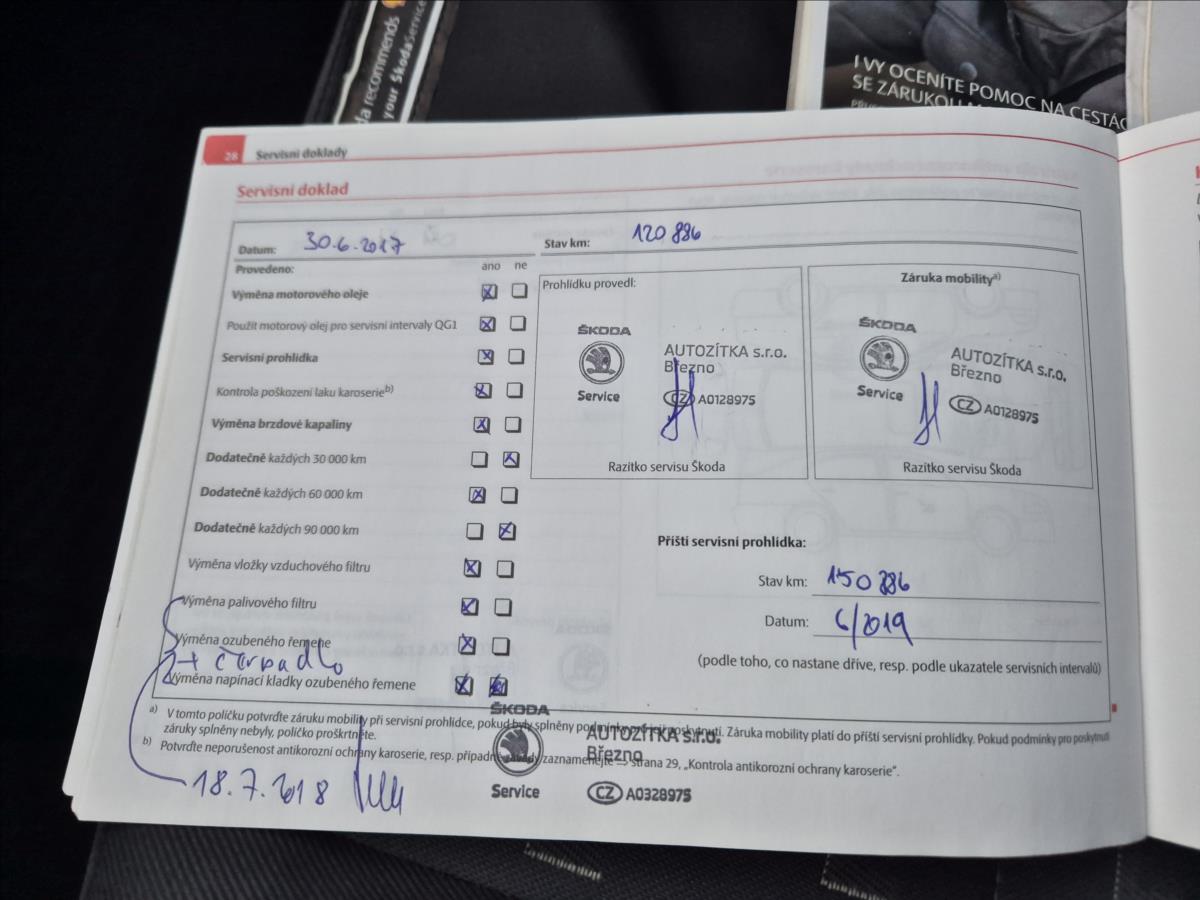 da recommends
your ŠkodaService
I VY OCENÍTE POMOC NA CESTÁC
SE ZÁRUKOU M
28 Servisní doklady
Servisní doklad
Datum: 30.6.2017
Stav km: 120 886
Provedeno: ano ne
Výměna motorového oleje
Použit motorový olej pro servisní intervaly QG1
Servisní prohlídka
Kontrola poškození laku karoserie b)
Výměna brzdové kapaliny
Dodatečně každých 30 000 km
Dodatečně každých 60 000 km
Dodatečně každých 90 000 km
Výměna vložky vzduchového filtru
Výměna palivového filtru
Výměna ozubeného řemene
+ čerpadlo
Výměna napínací kladky ozubeného řemene
Prohlídku provedl:
ŠKODA
Service
AUTOZÍTKA s.r.o.
Březno
CZ A0128975
Razítko servisu Škoda
Záruka mobility a)
ŠKODA
Service
AUTOZÍTKA s.r.o.
Březno
CZ A0128975
Razítko servisu Škoda
Příští servisní prohlídka:
Stav km: 150 886
Datum: 6/2019
(podle toho, co nastane dříve, resp. podle ukazatele servisních intervalů)
a) V tomto políčku potvrďte záruku mobility při servisní prohlídce, pokud byly splněny podmínky pro její poskytnutí. Záruka mobility platí do příští servisní prohlídky. Pokud podmínky pro poskytnutí
záruky splněny nebyly, políčko proškrtněte.
b) Potvrďte neporušenost antikorozní ochrany karoserie, resp. případné závady zaznamenejte ⇒ strana 29, „Kontrola antikorozní ochrany karoserie“.
ŠKODA
Service
AUTOZÍTKA s.r.o.
Březno
CZ A0328975
18.7.2018